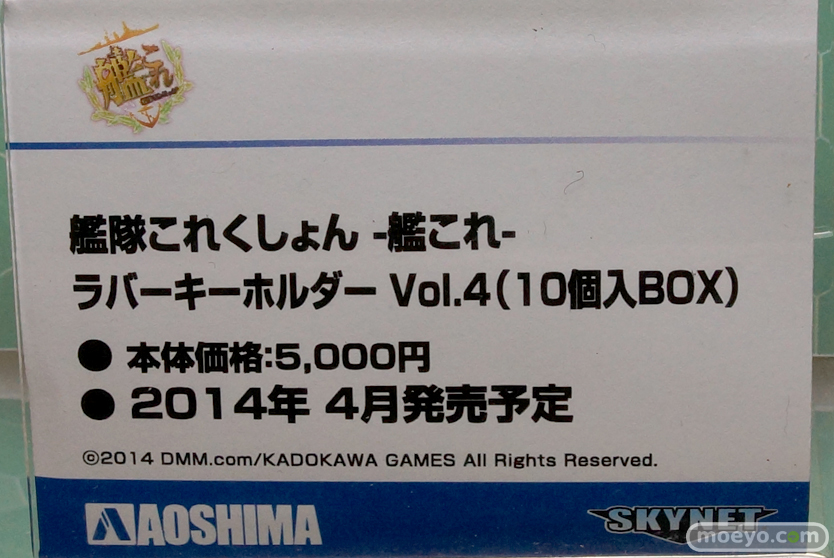 艦これ
艦隊これくしょん -艦これ-
ラバーキーホルダー Vol.4(10個入BOX)
● 本体価格:5,000円
● 2014年 4月発売予定
©2014 DMM.com/KADOKAWA GAMES All Rights Reserved.
AOSHIMA
SKYNET
moeyo.com